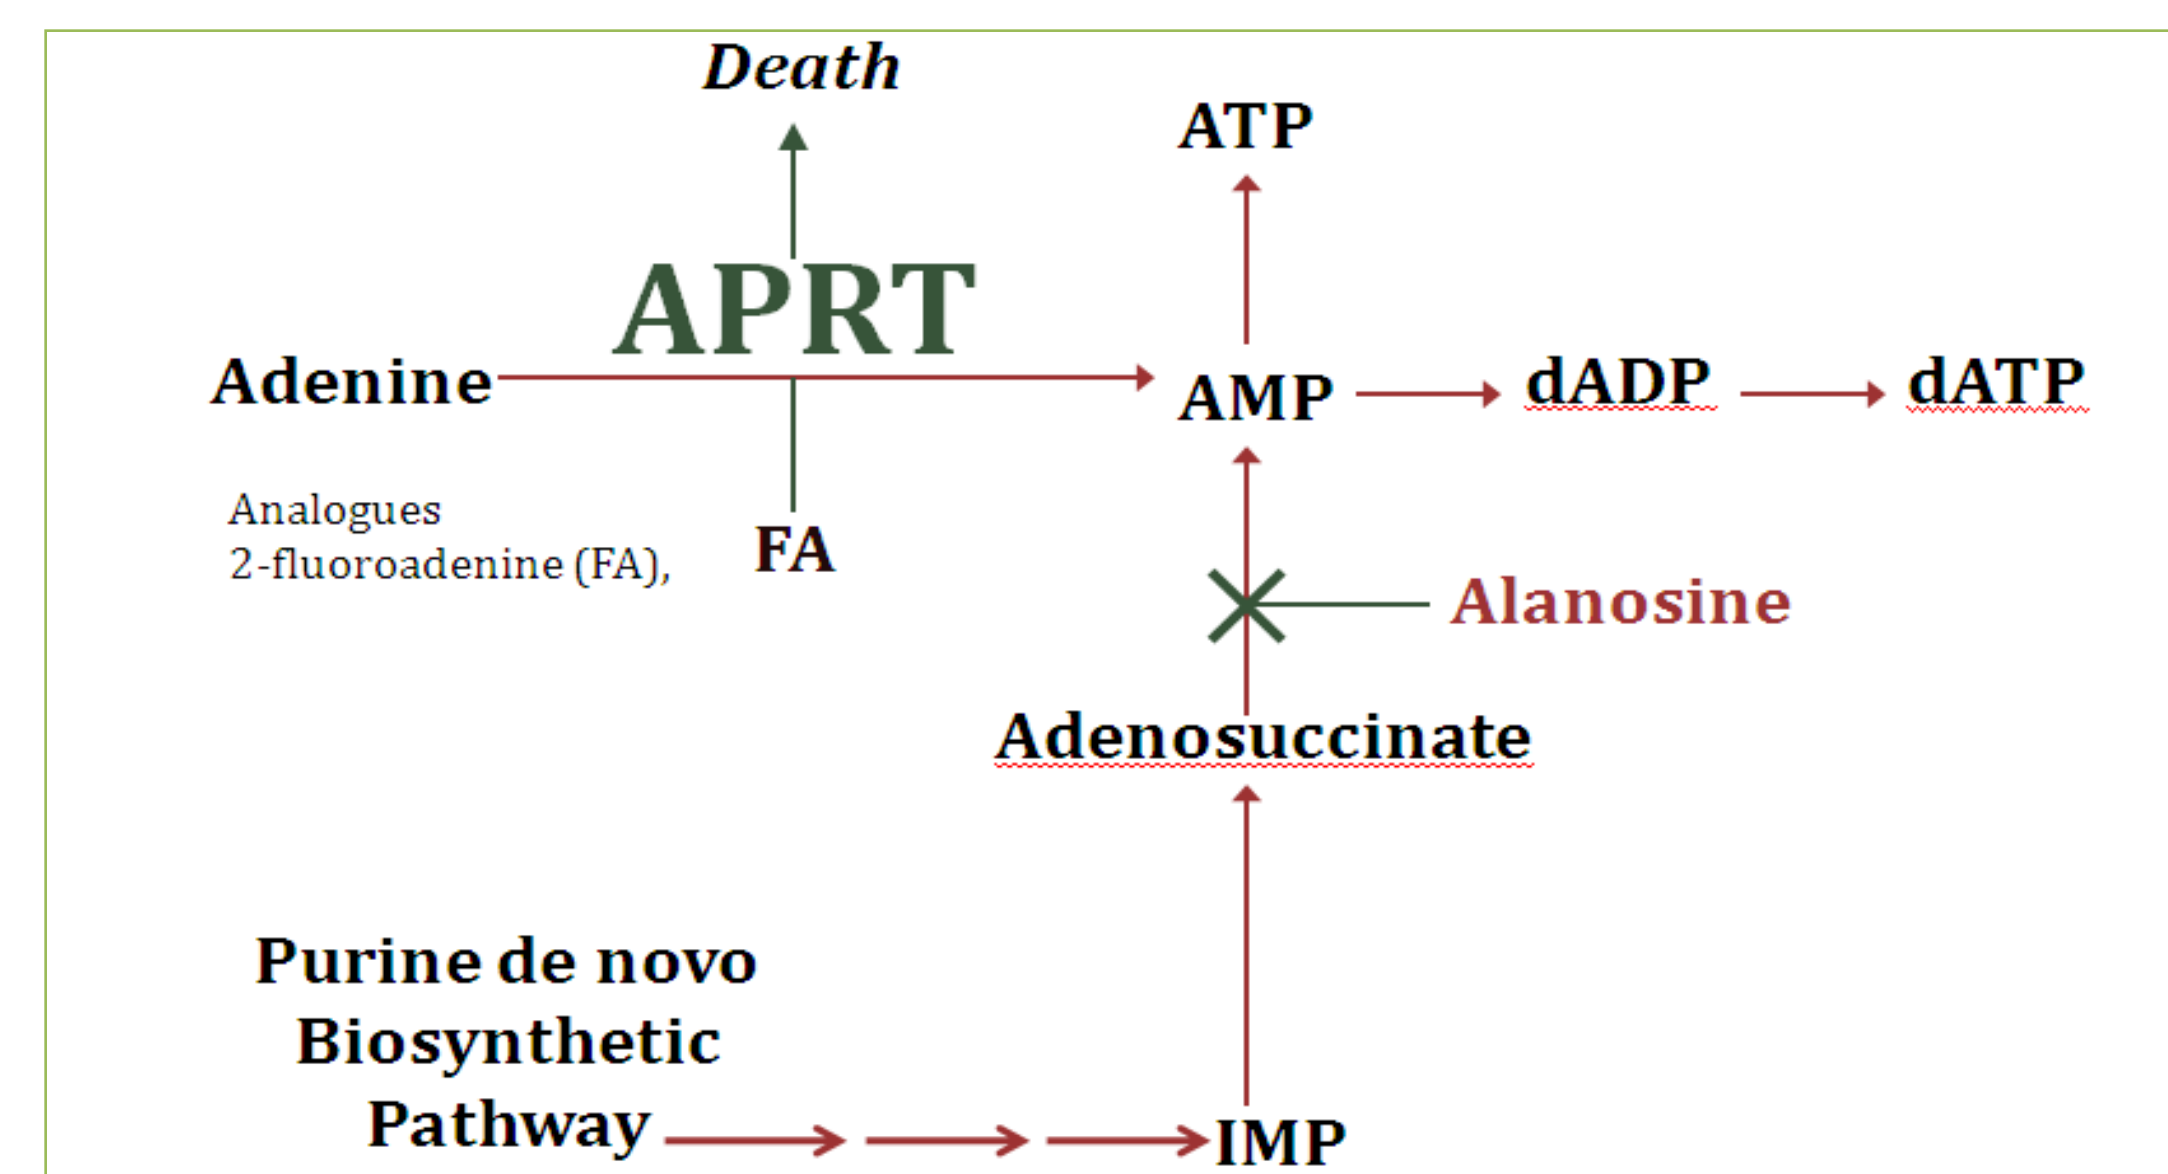 Death
ATP
APRT
Adenine
AMP
dADP
dATP
Analogues
2-fluoroadenine (FA),
FA
Alanosine
Adenosuccinate
Purine de novo
Biosynthetic
Pathway
IMP